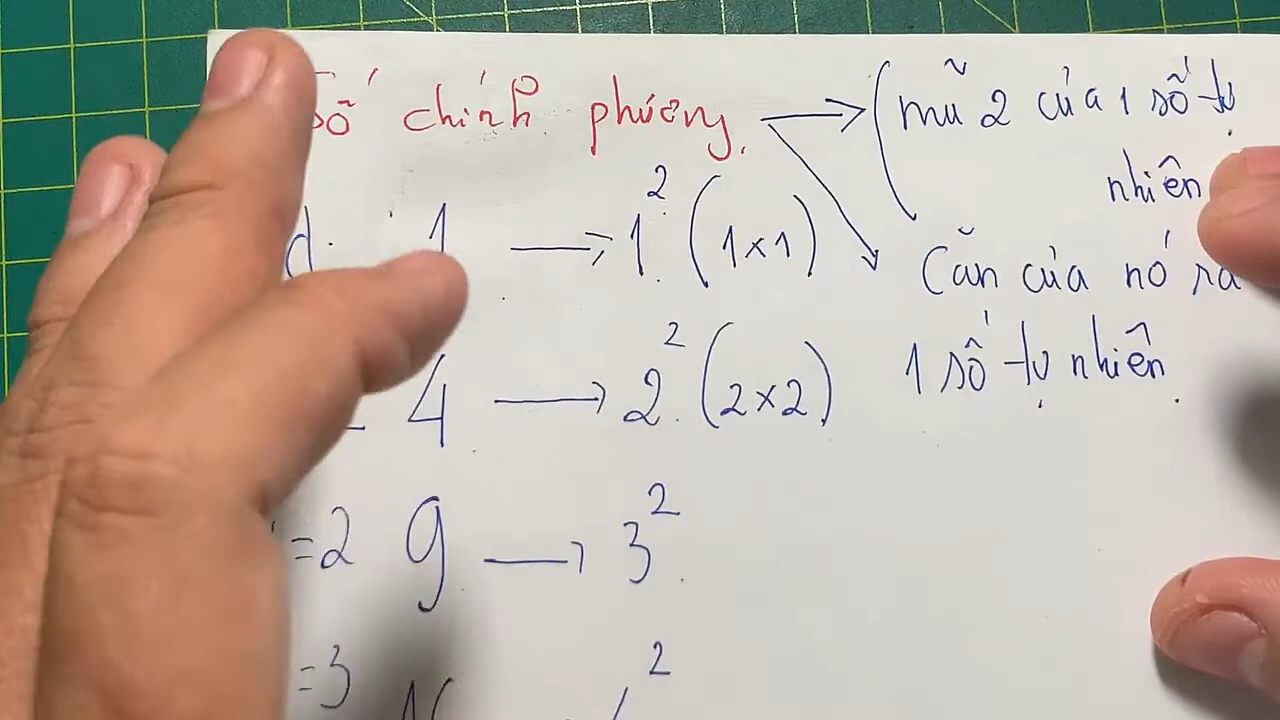 số chính phương.
mũ 2 của 1 số tự
nhiên
Căn của nó ra
1 số tự nhiên.
d. 1 → 1² (1×1)
4 → 2² (2×2)
=2 9 → 3²
=3 2